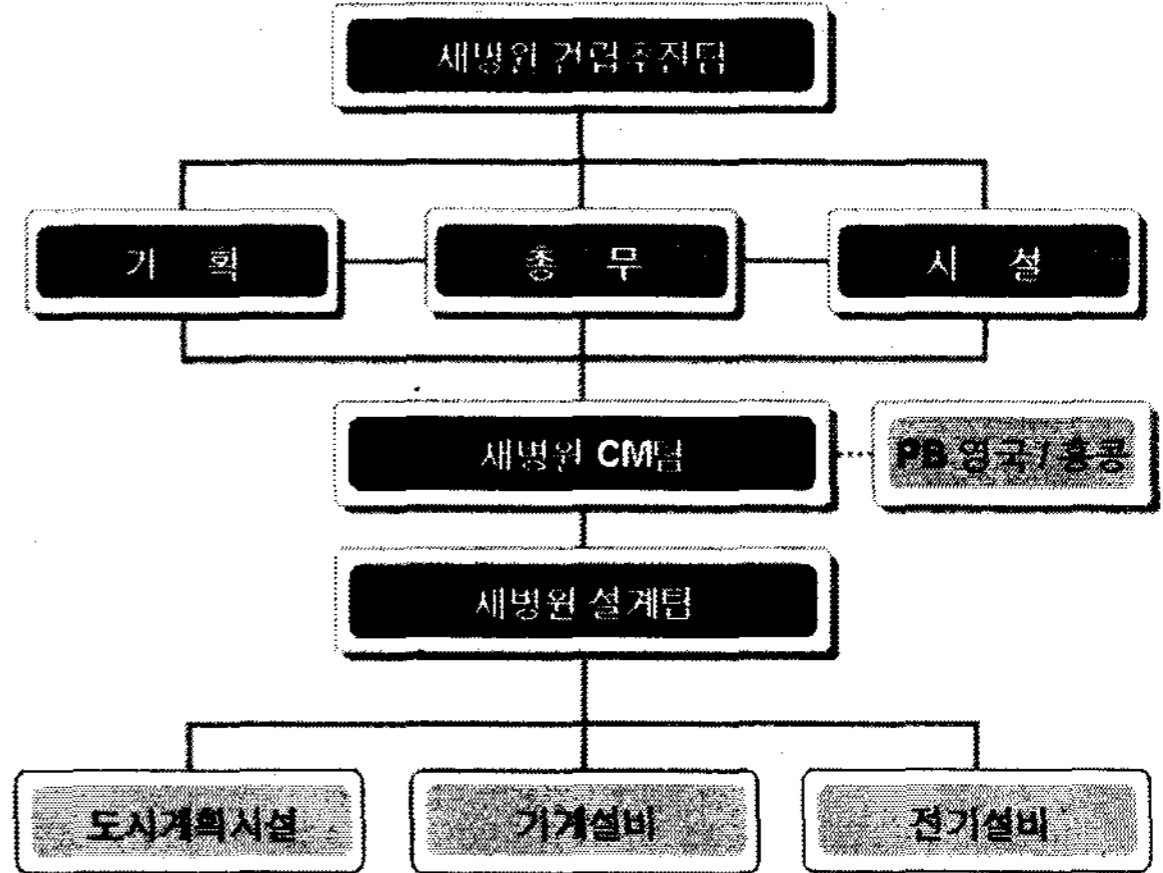 새병원 건립추진팀
기 획
총 무
시 설
새병원 CM팀
PB 영국 / 홍콩
새병원 설계팀
도시계획시설
기계설비
전기설비